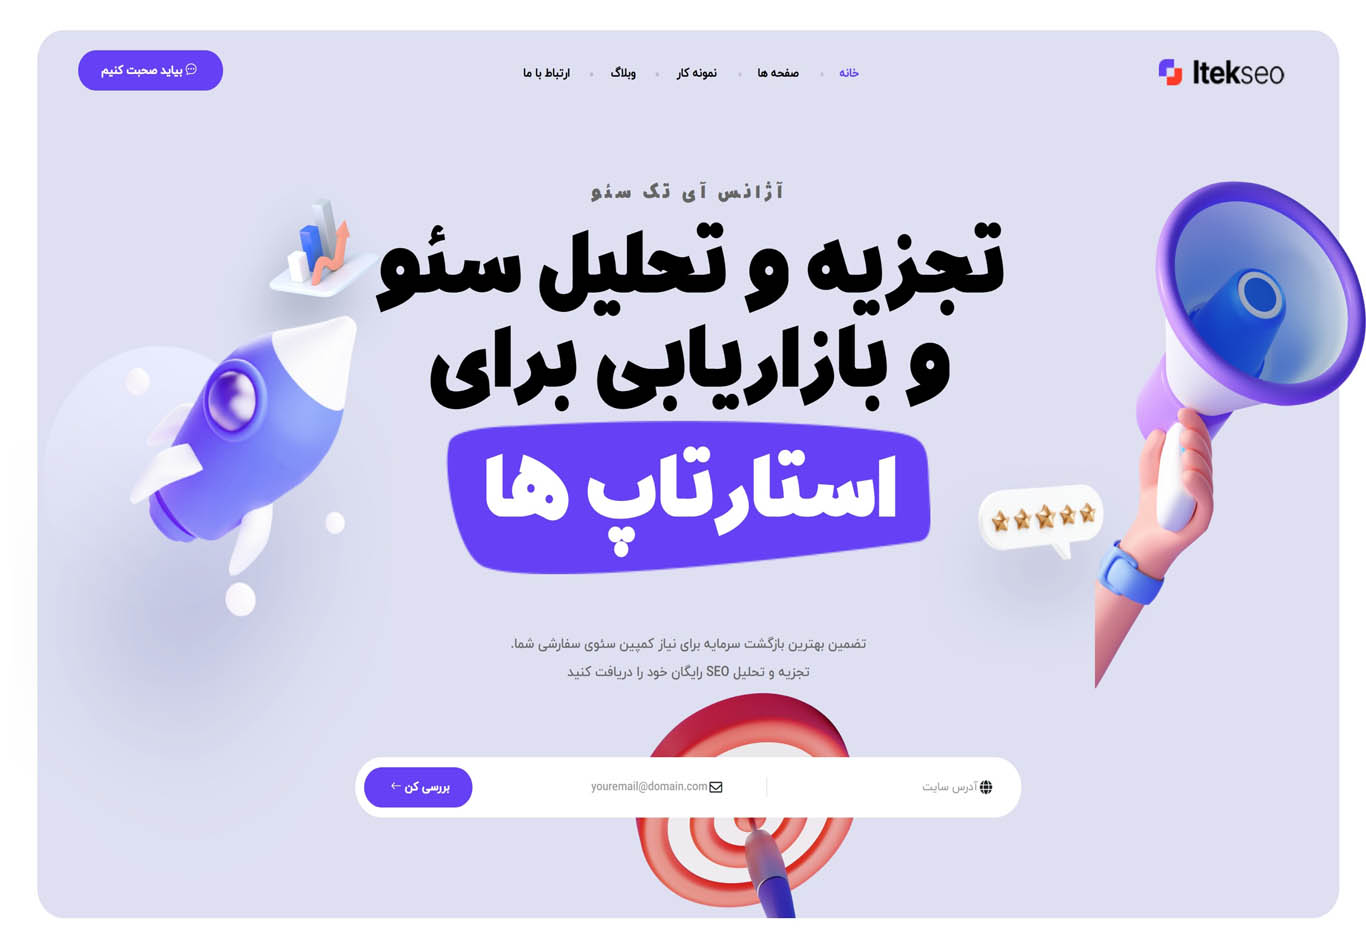 Itekseo
خانه
صفحه ها
نمونه کار
وبلاگ
ارتباط با ما
بیاید صحبت کنیم
آژانس آی تک سئو
تجزیه و تحلیل سئو
و بازاریابی برای
استارتاپ ها
تضمین بهترین بازگشت سرمایه برای نیاز کمپین سئوی سفارشی شما.
تجزیه و تحلیل SEO رایگان خود را دریافت کنید
آدرس سایت
youremail@domain.com
بررسی کن ←